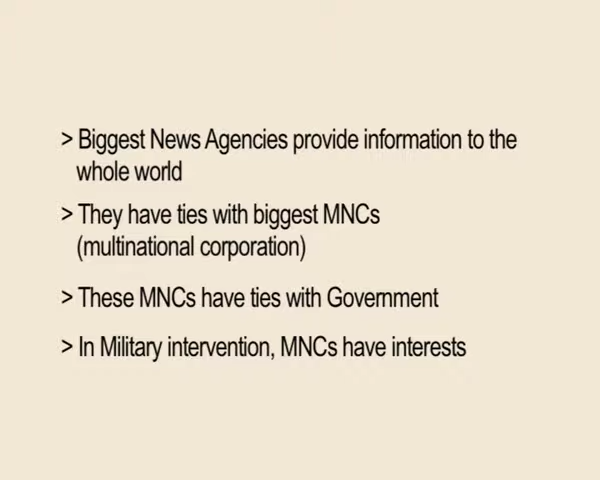 > Biggest News Agencies provide information to the
whole world
> They have ties with biggest MNCs
(multinational corporation)
> These MNCs have ties with Government
> In Military intervention, MNCs have interests